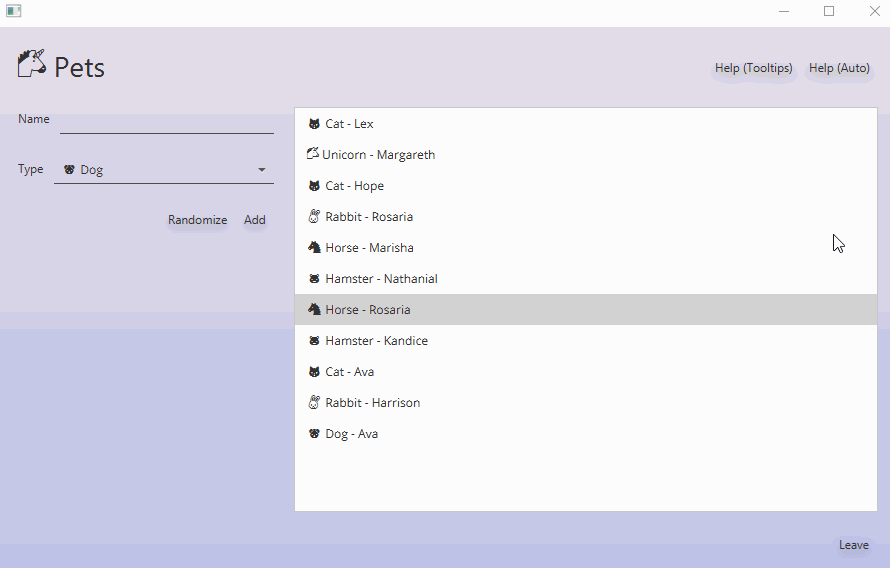 Pets
Help (Tooltips) Help (Auto)
Name
Type Dog
Randomize Add
Cat - Lex
Unicorn - Margareth
Cat - Hope
Rabbit - Rosaria
Horse - Marisha
Hamster - Nathanial
Horse - Rosaria
Hamster - Kandice
Cat - Ava
Rabbit - Harrison
Dog - Ava
Leave